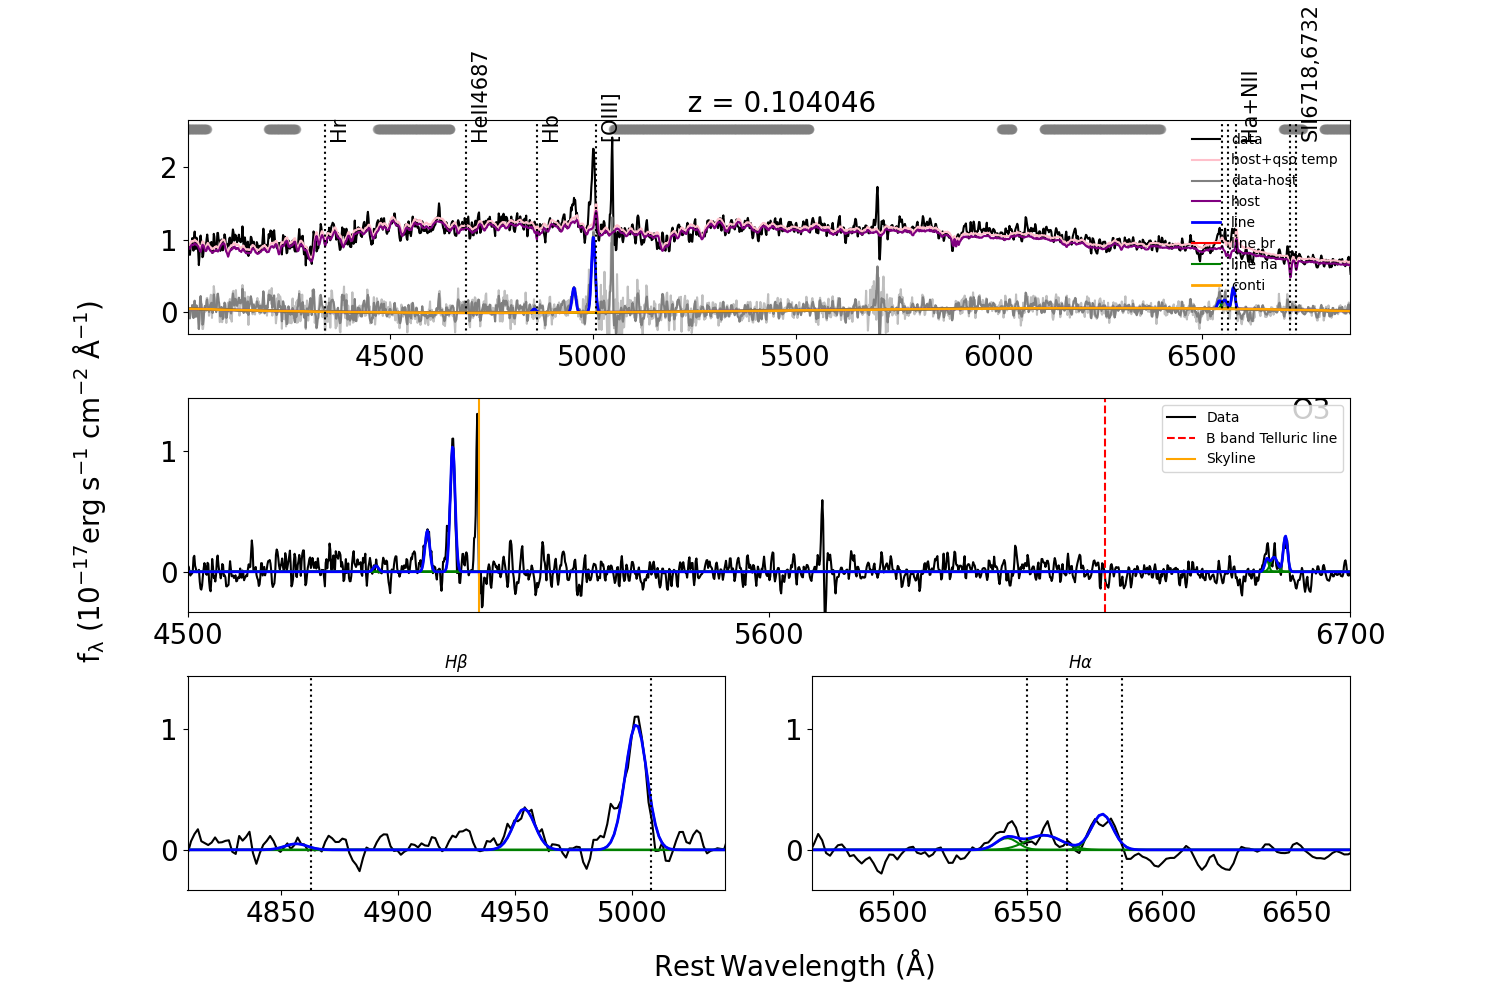 z = 0.104046
Hr
HeII4687
Hb
[OIII]
Ha+NII
SII6718,6732
data
host+qso temp
data-host
host
line
line br
line na
conti
2
1
0
4500
5000
5500
6000
6500
fλ (10−17erg s−1 cm−2 Å−1)
O3
Data
B band Telluric line
Skyline
1
0
4500
5600
6700
Hβ
1
0
4850
4900
4950
5000
Hα
1
0
6500
6550
6600
6650
Rest Wavelength (Å)